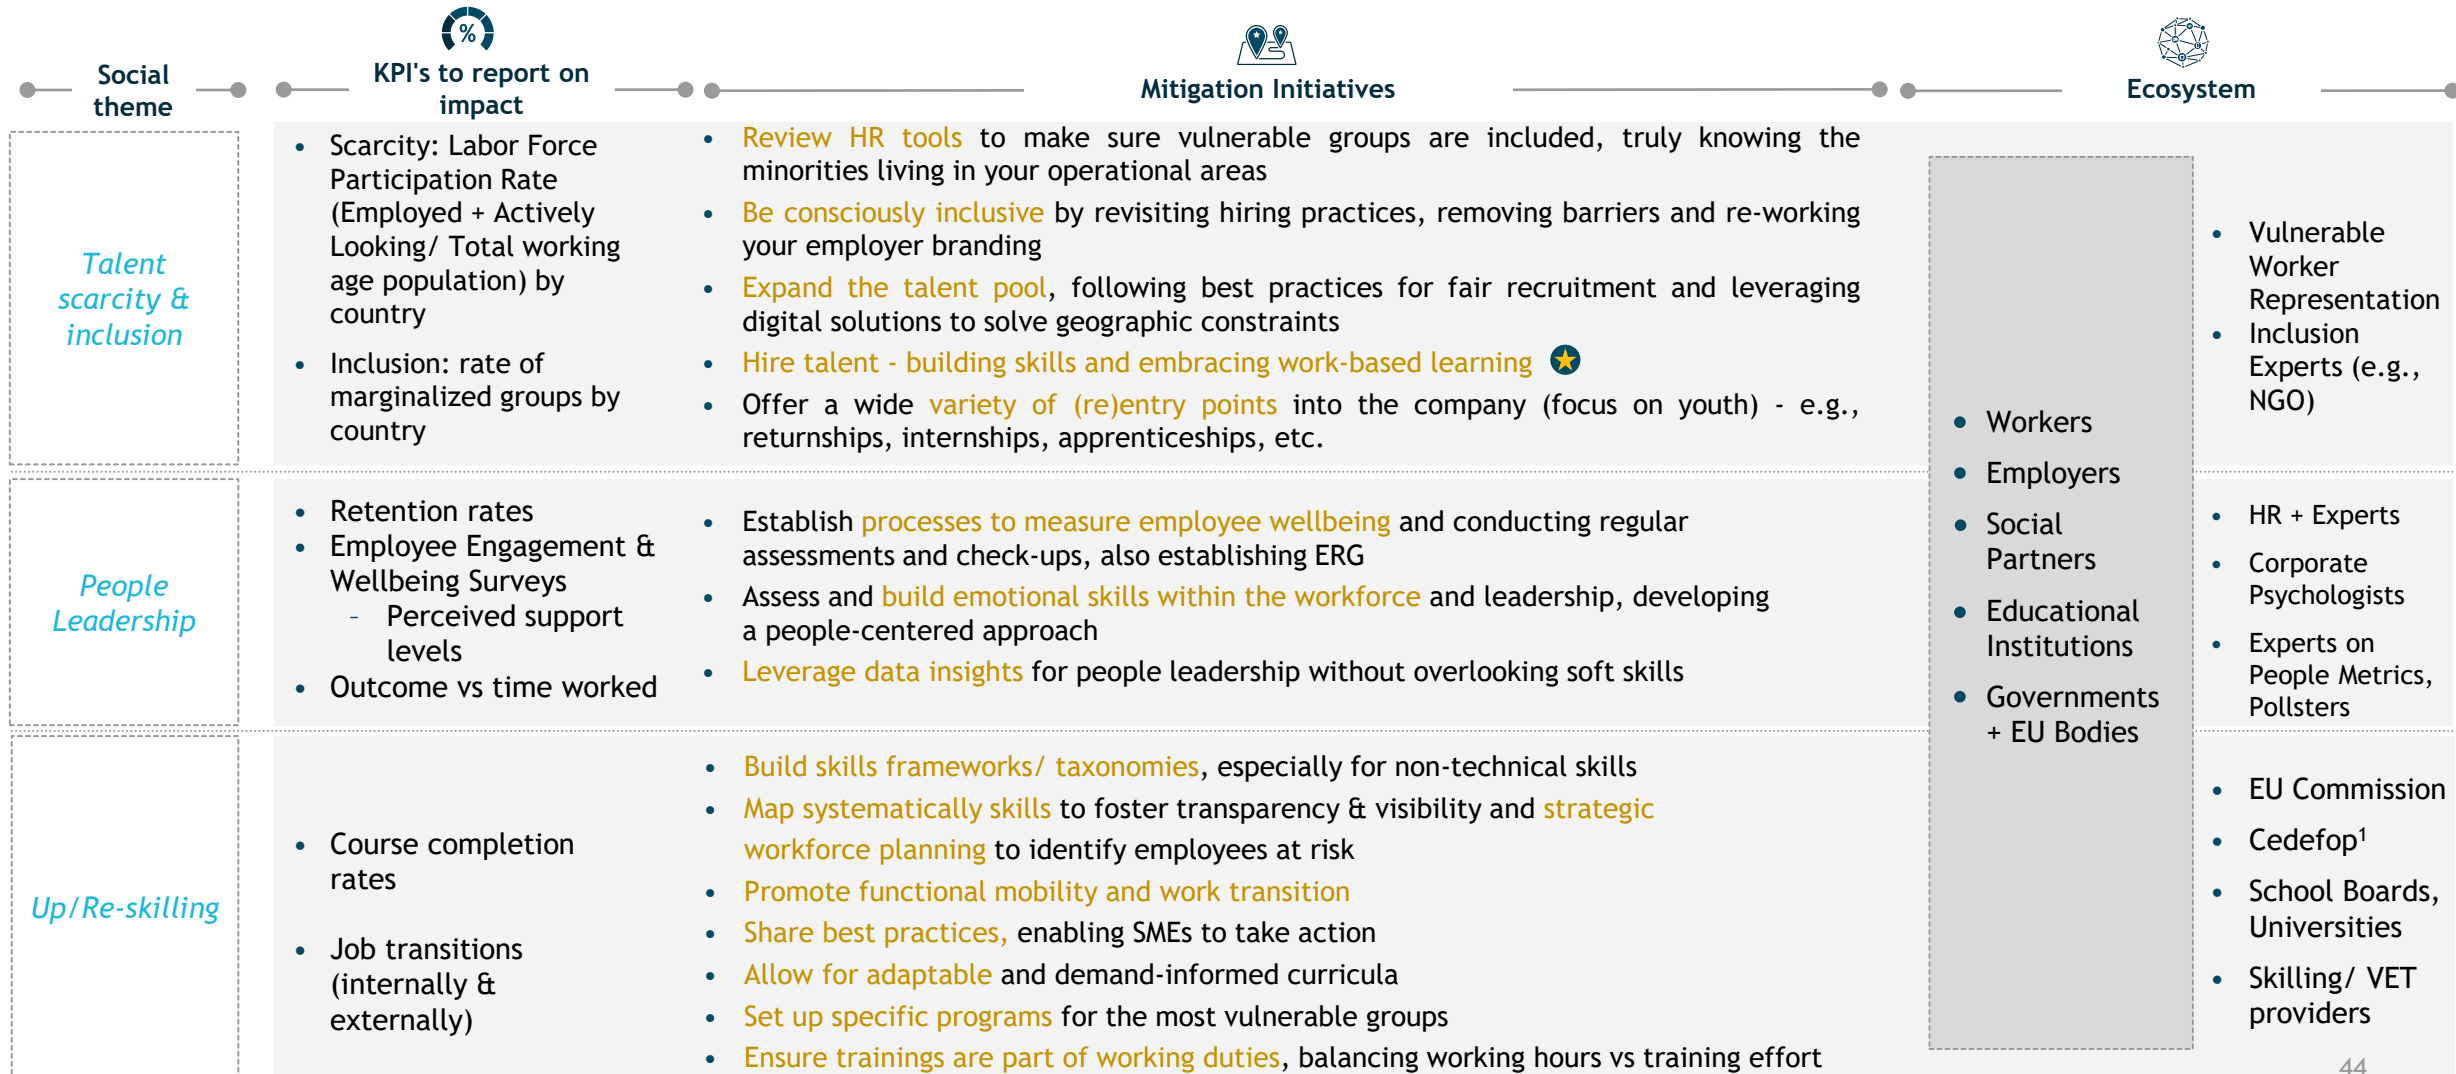 %
Social
theme
KPI's to report on
impact
Mitigation Initiatives
Ecosystem
Talent
scarcity &
inclusion
• Scarcity: Labor Force
Participation Rate
(Employed + Actively
Looking/ Total working
age population) by
country
• Inclusion: rate of
marginalized groups by
country
• Review HR tools to make sure vulnerable groups are included, truly knowing the
minorities living in your operational areas
• Be consciously inclusive by revisiting hiring practices, removing barriers and re-working
your employer branding
• Expand the talent pool, following best practices for fair recruitment and leveraging
digital solutions to solve geographic constraints
• Hire talent - building skills and embracing work-based learning
• Offer a wide variety of (re)entry points into the company (focus on youth) - e.g.,
returnships, internships, apprenticeships, etc.
• Vulnerable
Worker
Representation
• Inclusion
Experts (e.g.,
NGO)
People
Leadership
• Retention rates
• Employee Engagement &
Wellbeing Surveys
- Perceived support
levels
• Outcome vs time worked
• Establish processes to measure employee wellbeing and conducting regular
assessments and check-ups, also establishing ERG
• Assess and build emotional skills within the workforce and leadership, developing
a people-centered approach
• Leverage data insights for people leadership without overlooking soft skills
• Workers
• Employers
• Social
Partners
• Educational
Institutions
• Governments
+ EU Bodies
• HR + Experts
• Corporate
Psychologists
• Experts on
People Metrics,
Pollsters
Up/Re-skilling
• Course completion
rates
• Job transitions
(internally &
externally)
• Build skills frameworks/ taxonomies, especially for non-technical skills
• Map systematically skills to foster transparency & visibility and strategic
workforce planning to identify employees at risk
• Promote functional mobility and work transition
• Share best practices, enabling SMEs to take action
• Allow for adaptable and demand-informed curricula
• Set up specific programs for the most vulnerable groups
• Ensure trainings are part of working duties, balancing working hours vs training effort
• EU Commission
• Cedefop¹
• School Boards,
Universities
• Skilling/ VET
providers
44